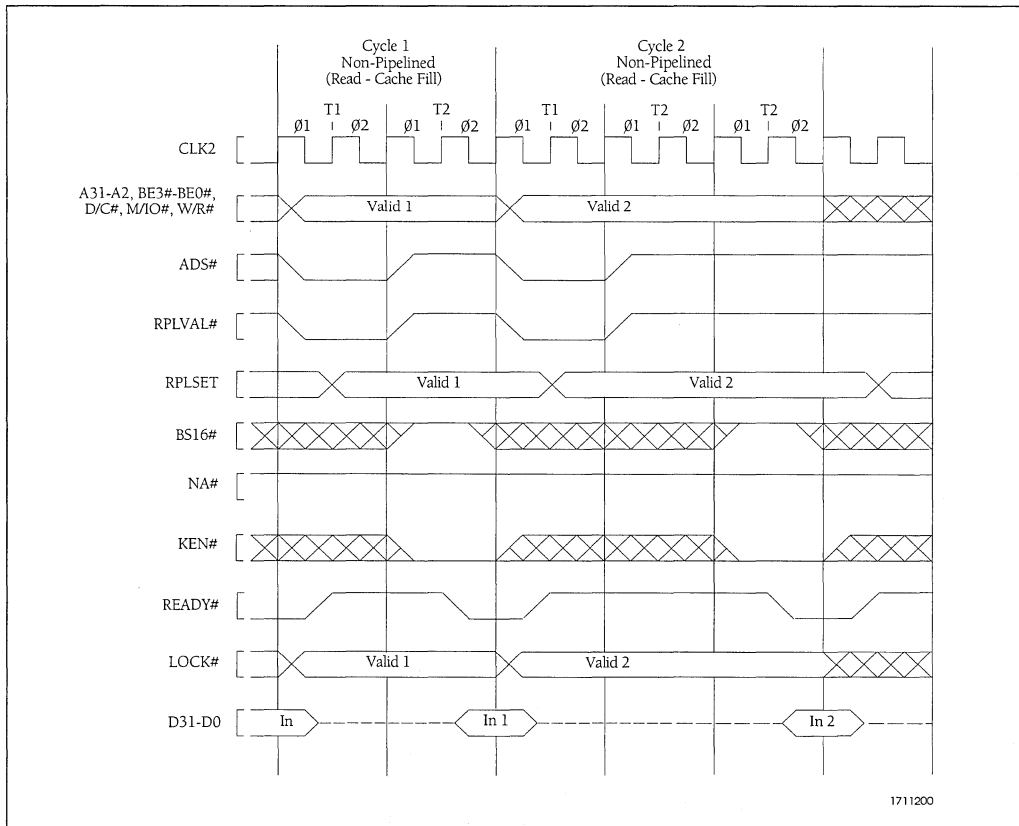 Cycle 1
Non-Pipelined
(Read - Cache Fill)
Cycle 2
Non-Pipelined
(Read - Cache Fill)
T1 T2 T1 T2 T2
Ø1 Ø2 Ø1 Ø2 Ø1 Ø2 Ø1 Ø2 Ø1 Ø2
CLK2
A31-A2, BE3#-BE0#,
D/C#, M/IO#, W/R#
Valid 1 Valid 2
ADS#
RPLVAL#
RPLSET Valid 1 Valid 2
BS16#
NA#
KEN#
READY#
LOCK# Valid 1 Valid 2
D31-D0 In In 1 In 2
1711200